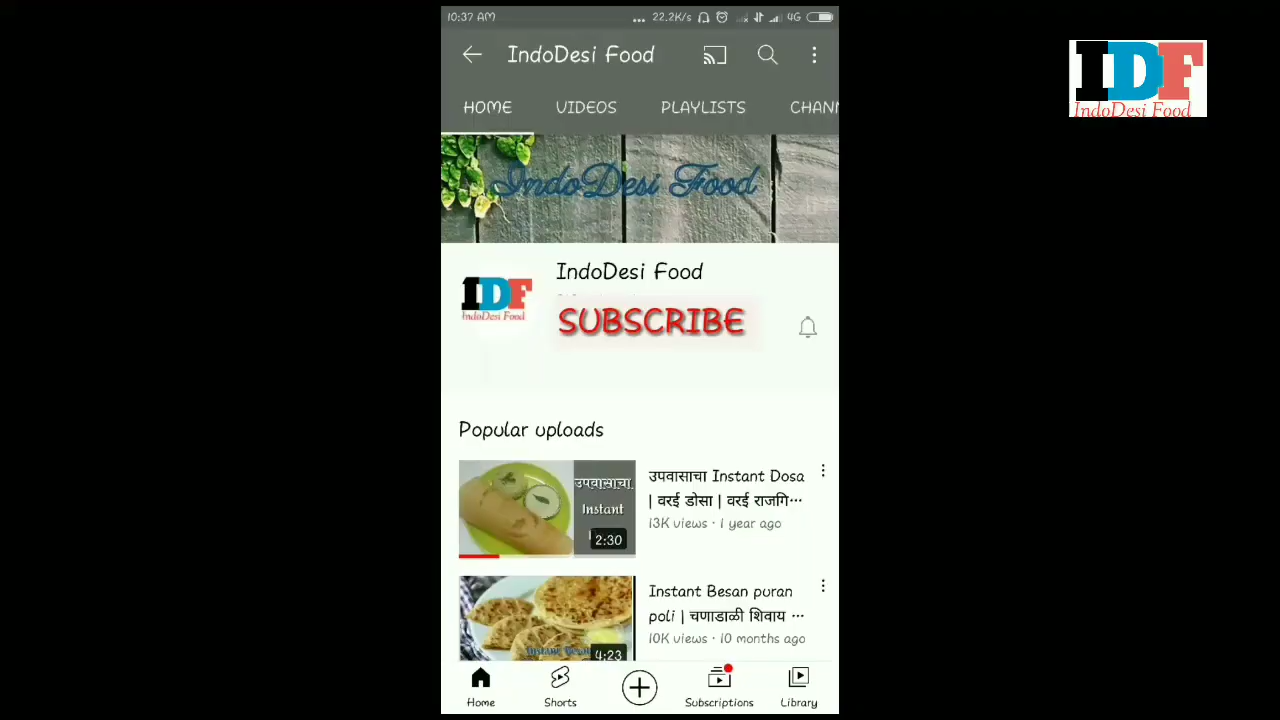 10:37 AM
22.2K/s
4G
IndoDesi Food
HOME
VIDEOS
PLAYLISTS
CHANN
IndoDesi Food
IDF
IndoDesi Food
IDF
IndoDesi Food
IndoDesi Food
SUBSCRIBE
Popular uploads
उपवासाचा
Instant
2:30
उपवासाचा Instant Dosa
| वरई डोसा | वरई राजगि...
13K views · 1 year ago
4:23
Instant Besan puran
poli | चणाडाळी शिवाय ...
10K views · 10 months ago
Home
Shorts
Subscriptions
Library